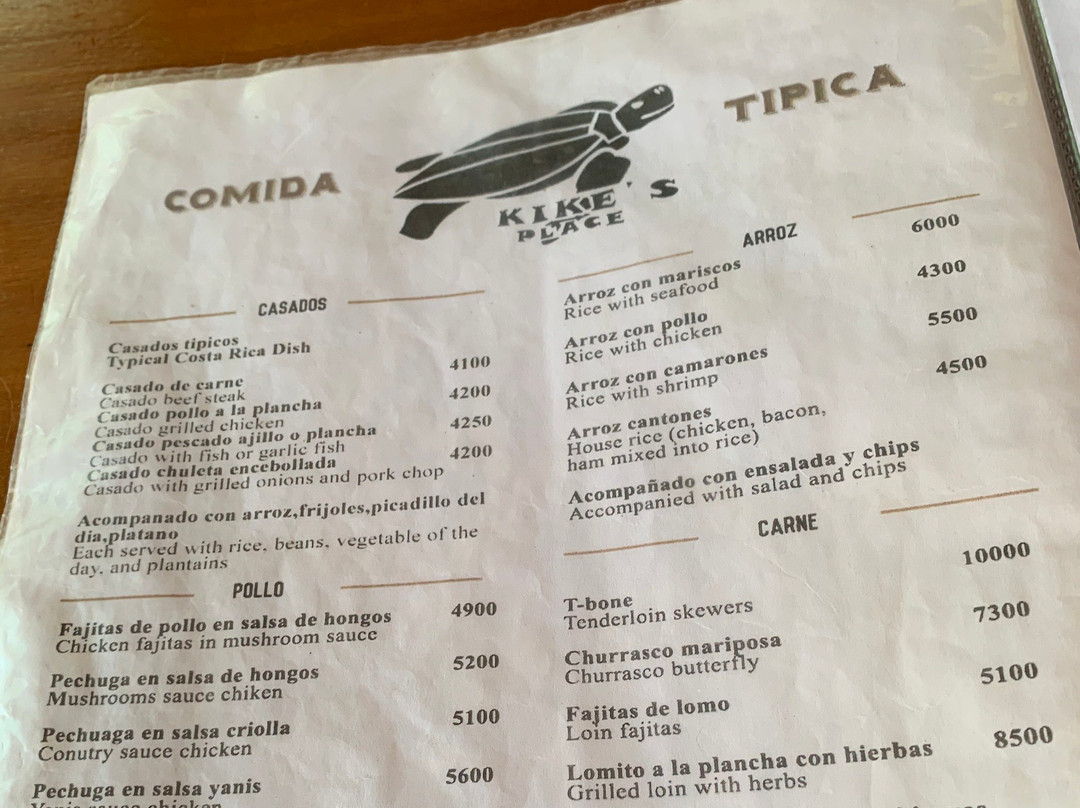 COMIDA
TIPICA
KIKE'S
PLACE
CASADOS
Casados tipicos
Typical Costa Rica Dish
Casado de carne 4100
Casado beef steak
Casado pollo a la plancha 4200
Casado grilled chicken
Casado pescado ajillo o plancha 4250
Casado with fish or garlic fish
Casado chuleta encebollada 4200
Casado with grilled onions and pork chop
Acompanado con arroz,frijoles,picadillo del
dia,platano
Each served with rice, beans, vegetable of the
day, and plantains
POLLO
Fajitas de pollo en salsa de hongos 4900
Chicken fajitas in mushroom sauce
Pechuga en salsa de hongos 5200
Mushrooms sauce chiken
Pechuaga en salsa criolla 5100
Conutry sauce chicken
Pechuga en salsa yanis 5600
Yanis sauce chicken
ARROZ
Arroz con mariscos 6000
Rice with seafood
Arroz con pollo 4300
Rice with chicken
Arroz con camarones 5500
Rice with shrimp
Arroz cantones 4500
House rice (chicken, bacon,
ham mixed into rice)
Acompañado con ensalada y chips
Accompanied with salad and chips
CARNE
T-bone 10000
Tenderloin skewers
Churrasco mariposa 7300
Churrasco butterfly
Fajitas de lomo 5100
Loin fajitas
Lomito a la plancha con hierbas 8500
Grilled loin with herbs